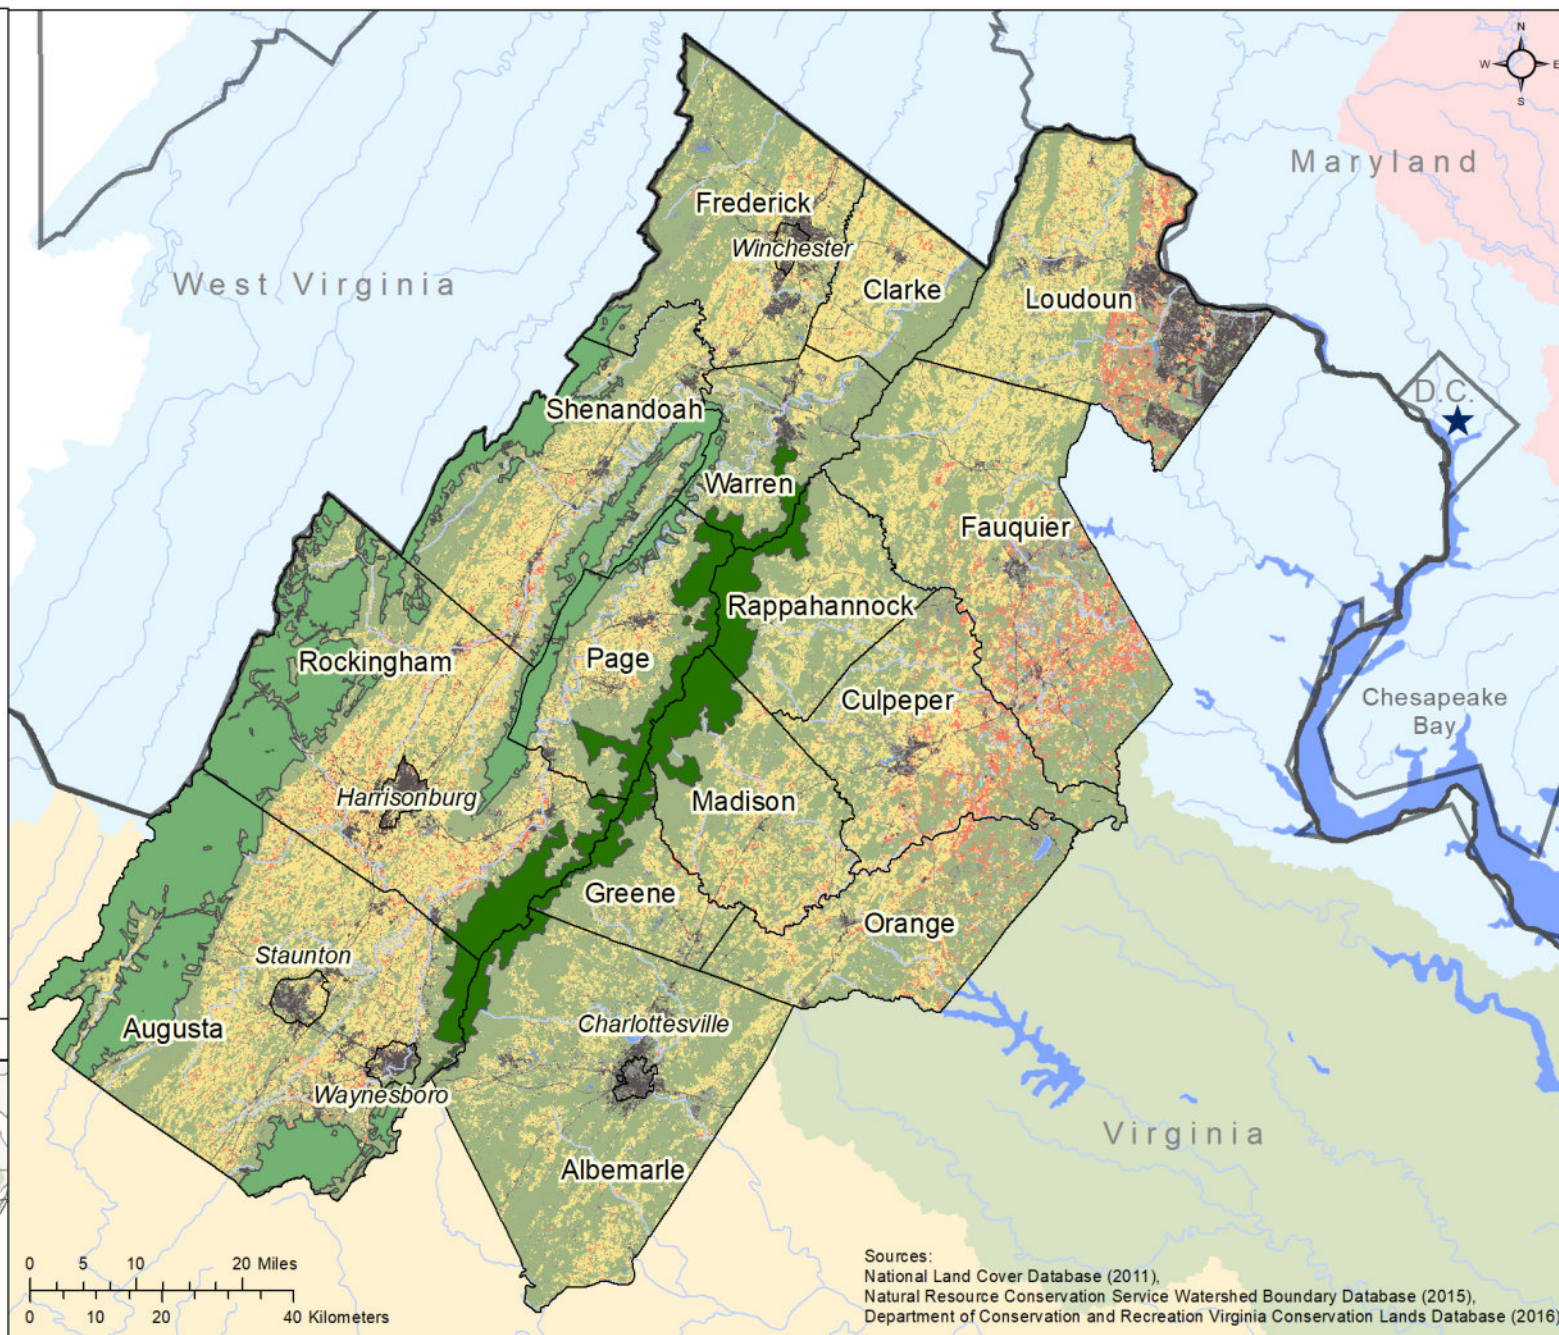 N
W E
S
Maryland
Frederick
Winchester
West Virginia
Clarke
Loudoun
D.C.
Shenandoah
Warren
Fauquier
Rappahannock
Rockingham
Page
Culpeper
Chesapeake
Bay
Harrisonburg
Madison
Greene
Orange
Staunton
Augusta
Charlottesville
Waynesboro
Virginia
Albemarle
0 5 10 20 Miles
0 10 20 40 Kilometers
Sources:
National Land Cover Database (2011),
Natural Resource Conservation Service Watershed Boundary Database (2015),
Department of Conservation and Recreation Virginia Conservation Lands Database (2016)